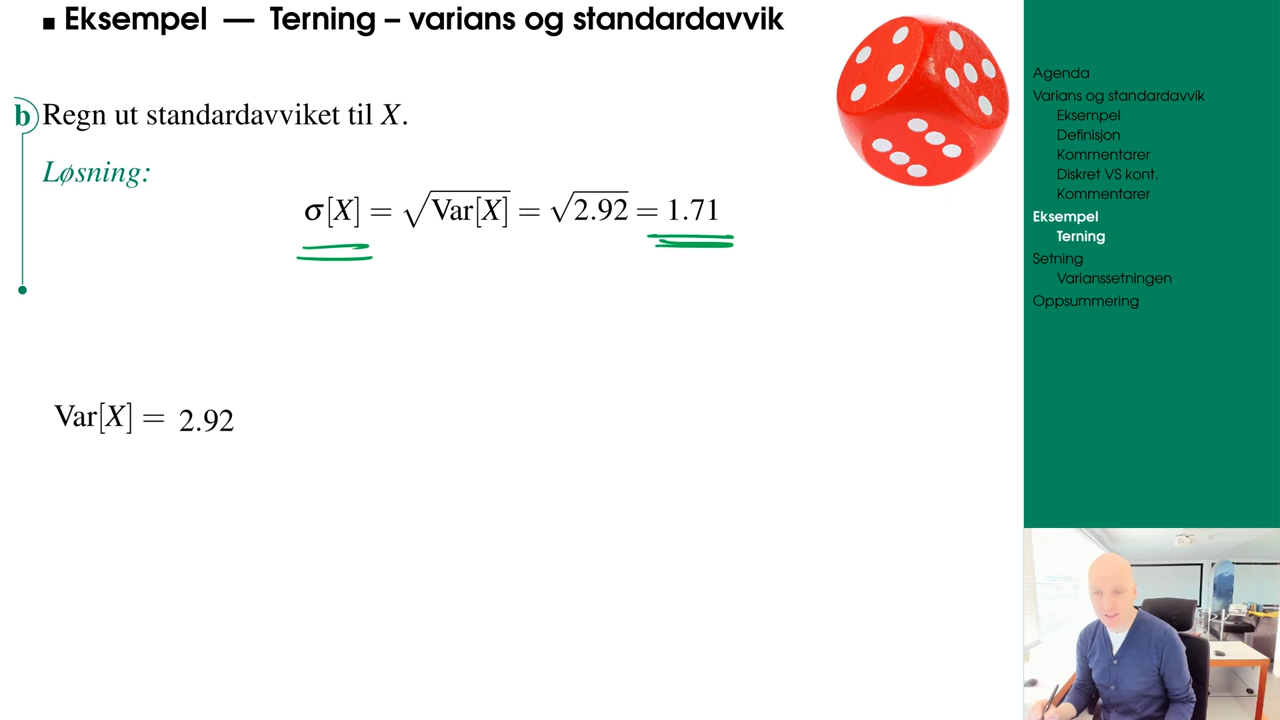 Eksempel — Terning – varians og standardavvik
b Regn ut standardavviket til X.
Løsning:
σ[X] = √Var[X] = √2.92 = 1.71
Var[X] = 2.92
Agenda
Varians og standardavvik
Eksempel
Definisjon
Kommentarer
Diskret VS kont.
Kommentarer
Eksempel
Terning
Setning
Varianssetningen
Oppsummering